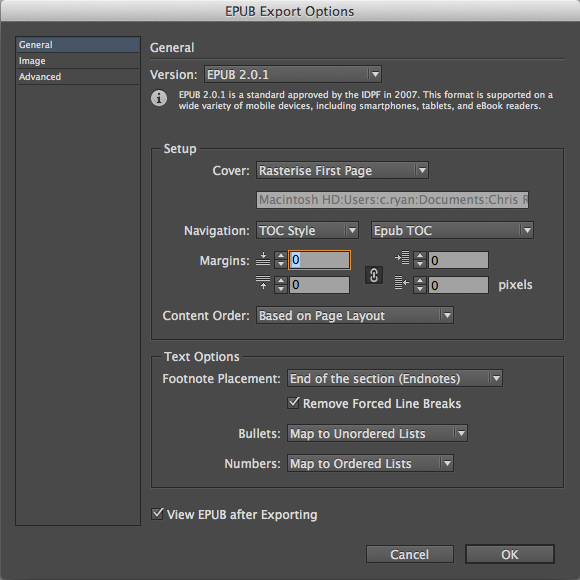 EPUB Export Options
General
Image
Advanced
General
Version: EPUB 2.0.1
EPUB 2.0.1 is a standard approved by the IDPF in 2007. This format is supported on a
wide variety of mobile devices, including smartphones, tablets, and eBook readers.
Setup
Cover: Rasterise First Page
Macintosh HD:Users:c.ryan:Documents:Chris R
Navigation: TOC Style Epub TOC
Margins: 0 0
0 0 pixels
Content Order: Based on Page Layout
Text Options
Footnote Placement: End of the section (Endnotes)
Remove Forced Line Breaks
Bullets: Map to Unordered Lists
Numbers: Map to Ordered Lists
View EPUB after Exporting
Cancel OK